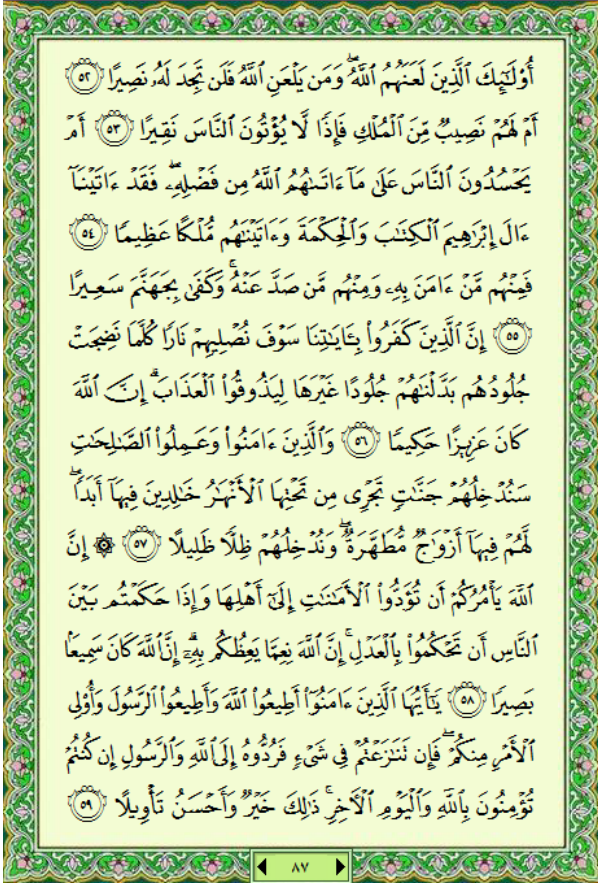 أُو۟لَـٰٓئِكَ ٱلَّذِينَ لَعَنَهُمُ ٱللَّهُ ۖ وَمَن يَلْعَنِ ٱللَّهُ فَلَن تَجِدَ لَهُۥ نَصِيرًا ٥٢
أَمْ لَهُمْ نَصِيبٌ مِّنَ ٱلْمُلْكِ فَإِذًا لَّا يُؤْتُونَ ٱلنَّاسَ نَقِيرًا ٥٣ أَمْ
يَحْسُدُونَ ٱلنَّاسَ عَلَىٰ مَآ ءَاتَىٰهُمُ ٱللَّهُ مِن فَضْلِهِۦ ۖ فَقَدْ ءَاتَيْنَآ
ءَالَ إِبْرَٰهِيمَ ٱلْكِتَـٰبَ وَٱلْحِكْمَةَ وَءَاتَيْنَـٰهُم مُّلْكًا عَظِيمًا ٥٤
فَمِنْهُم مَّنْ ءَامَنَ بِهِۦ وَمِنْهُم مَّن صَدَّ عَنْهُ ۚ وَكَفَىٰ بِجَهَنَّمَ سَعِيرًا
٥٥ إِنَّ ٱلَّذِينَ كَفَرُوا۟ بِـَٔايَـٰتِنَا سَوْفَ نُصْلِيهِمْ نَارًا كُلَّمَا نَضِجَتْ
جُلُودُهُم بَدَّلْنَـٰهُمْ جُلُودًا غَيْرَهَا لِيَذُوقُوا۟ ٱلْعَذَابَ ۗ إِنَّ ٱللَّهَ
كَانَ عَزِيزًا حَكِيمًا ٥٦ وَٱلَّذِينَ ءَامَنُوا۟ وَعَمِلُوا۟ ٱلصَّـٰلِحَـٰتِ
سَنُدْخِلُهُمْ جَنَّـٰتٍ تَجْرِى مِن تَحْتِهَا ٱلْأَنْهَـٰرُ خَـٰلِدِينَ فِيهَآ أَبَدًا ۖ
لَّهُمْ فِيهَآ أَزْوَٰجٌ مُّطَهَّرَةٌ ۖ وَنُدْخِلُهُمْ ظِلًّا ظَلِيلًا ٥٧ ۞ إِنَّ
ٱللَّهَ يَأْمُرُكُمْ أَن تُؤَدُّوا۟ ٱلْأَمَـٰنَـٰتِ إِلَىٰٓ أَهْلِهَا وَإِذَا حَكَمْتُم بَيْنَ
ٱلنَّاسِ أَن تَحْكُمُوا۟ بِٱلْعَدْلِ ۚ إِنَّ ٱللَّهَ نِعِمَّا يَعِظُكُم بِهِۦٓ ۗ إِنَّ ٱللَّهَ كَانَ سَمِيعًۢا
بَصِيرًا ٥٨ يَـٰٓأَيُّهَا ٱلَّذِينَ ءَامَنُوٓا۟ أَطِيعُوا۟ ٱللَّهَ وَأَطِيعُوا۟ ٱلرَّسُولَ وَأُو۟لِى
ٱلْأَمْرِ مِنكُمْ ۖ فَإِن تَنَـٰزَعْتُمْ فِى شَىْءٍ فَرُدُّوهُ إِلَى ٱللَّهِ وَٱلرَّسُولِ إِن كُنتُمْ
تُؤْمِنُونَ بِٱللَّهِ وَٱلْيَوْمِ ٱلْـَٔاخِرِ ۚ ذَٰلِكَ خَيْرٌ وَأَحْسَنُ تَأْوِيلًا ٥٩
٨٧